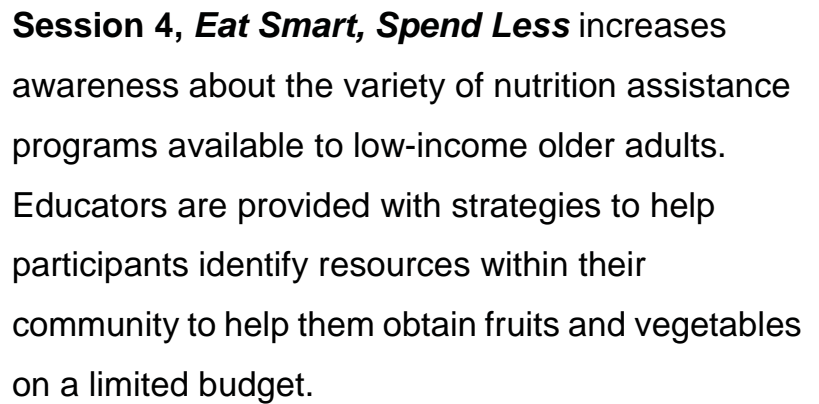 Session 4, Eat Smart, Spend Less increases
awareness about the variety of nutrition assistance
programs available to low-income older adults.
Educators are provided with strategies to help
participants identify resources within their
community to help them obtain fruits and vegetables
on a limited budget.